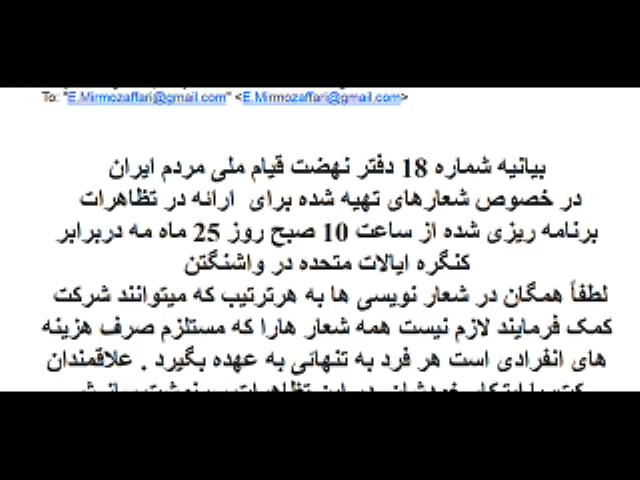 To: "E.Mirmozaffari@gmail.com" <E.Mirmozaffari@gmail.com>
بیانیه شماره 18 دفتر نهضت قیام ملی مردم ایران
در خصوص شعارهای تهیه شده برای ارائه در تظاهرات
برنامه ریزی شده از ساعت 10 صبح روز 25 ماه مه دربرابر
کنگره ایالات متحده در واشنگتن
لطفاً همگان در شعار نویسی ها به هرترتیب که میتوانند شرکت
کمک فرمایند لازم نیست همه شعار هارا که مستلزم صرف هزینه
های انفرادی است هر فرد به تنهائی به عهده بگیرد . علاقمندان